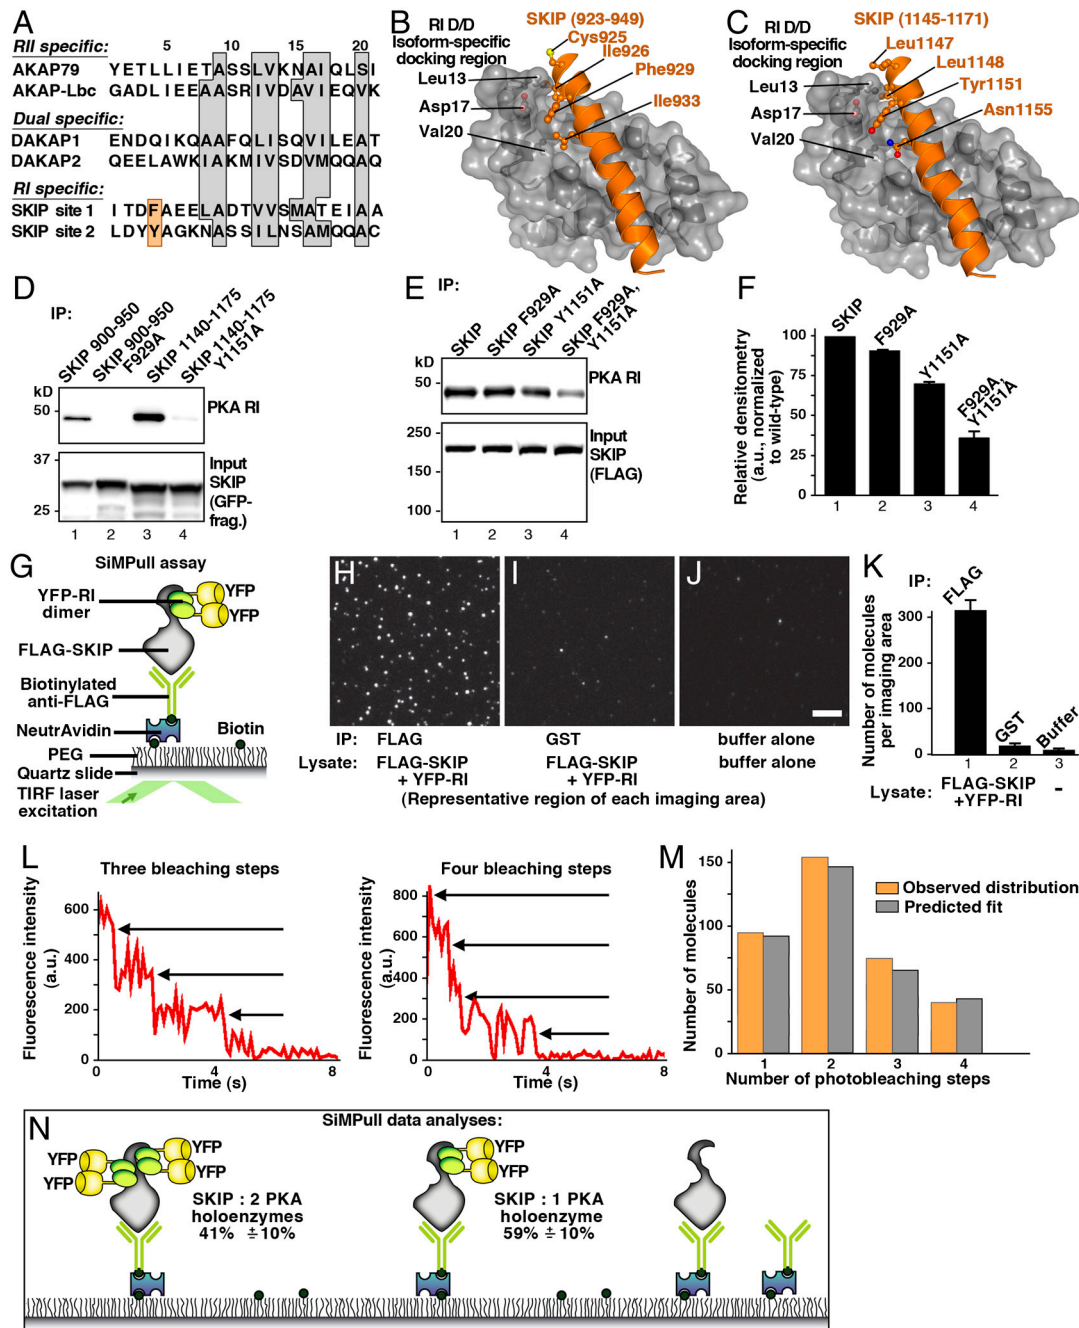 A
RII specific:
5 10 15 20
AKAP79 YETLLIETASSLVKNAIQLSI
AKAP-Lbc GADLIEEAASRIVDAVIEQVK
Dual specific:
DAKAP1 ENDQIKQAAFQLISQVILEAT
DAKAP2 QEELAWKIAKMIVSDVMQQAQ
RI specific:
SKIP site 1 ITDFAEELADTVVSMATEIAA
SKIP site 2 LDYYAGKNASSILNSAMQQAC
B
RI D/D
Isoform-specific
docking region
SKIP (923-949)
Cys925
Ile926
Phe929
Ile933
Leu13
Asp17
Val20
C
RI D/D
Isoform-specific
docking region
SKIP (1145-1171)
Leu1147
Leu1148
Tyr1151
Asn1155
Leu13
Asp17
Val20
D
IP:
SKIP 900-950
SKIP 900-950
F929A
SKIP 1140-1175
SKIP 1140-1175
Y1151A
kD
50
PKA RI
37
25
Input
SKIP
(GFP-
frag.)
1 2 3 4
E
IP:
SKIP
SKIP F929A
SKIP Y1151A
SKIP F929A,
Y1151A
kD
50
PKA RI
250
150
100
Input
SKIP
(FLAG)
1 2 3 4
F
Relative densitometry
(a.u., normalized
to wild-type)
100
75
50
25
0
SKIP
F929A
Y1151A
F929A,
Y1151A
1 2 3 4
G
SiMPull assay
YFP-RI
dimer
YFP
YFP
FLAG-SKIP
Biotinylated
anti-FLAG
NeutrAvidin
Biotin
PEG
Quartz slide
TIRF laser
excitation
H
I
J
IP: FLAG GST buffer alone
Lysate: FLAG-SKIP FLAG-SKIP buffer alone
+ YFP-RI + YFP-RI
(Representative region of each imaging area)
K
IP:
FLAG
GST
Buffer
Number of molecules
per imaging area
300
200
100
0
1 2 3
Lysate: FLAG-SKIP
+YFP-RI
-
L
Three bleaching steps
Fluorescence intensity
(a.u.)
600
400
200
0
0 4 8
Time (s)
Four bleaching steps
Fluorescence intensity
(a.u.)
800
600
400
200
0
0 4 8
Time (s)
M
Number of molecules
150
100
50
0
Observed distribution
Predicted fit
1 2 3 4
Number of photobleaching steps
N
SiMPull data analyses:
YFP
YFP
YFP
YFP
SKIP : 2 PKA
holoenzymes
41% ±10%
YFP
YFP
SKIP : 1 PKA
holoenzyme
59% ±10%